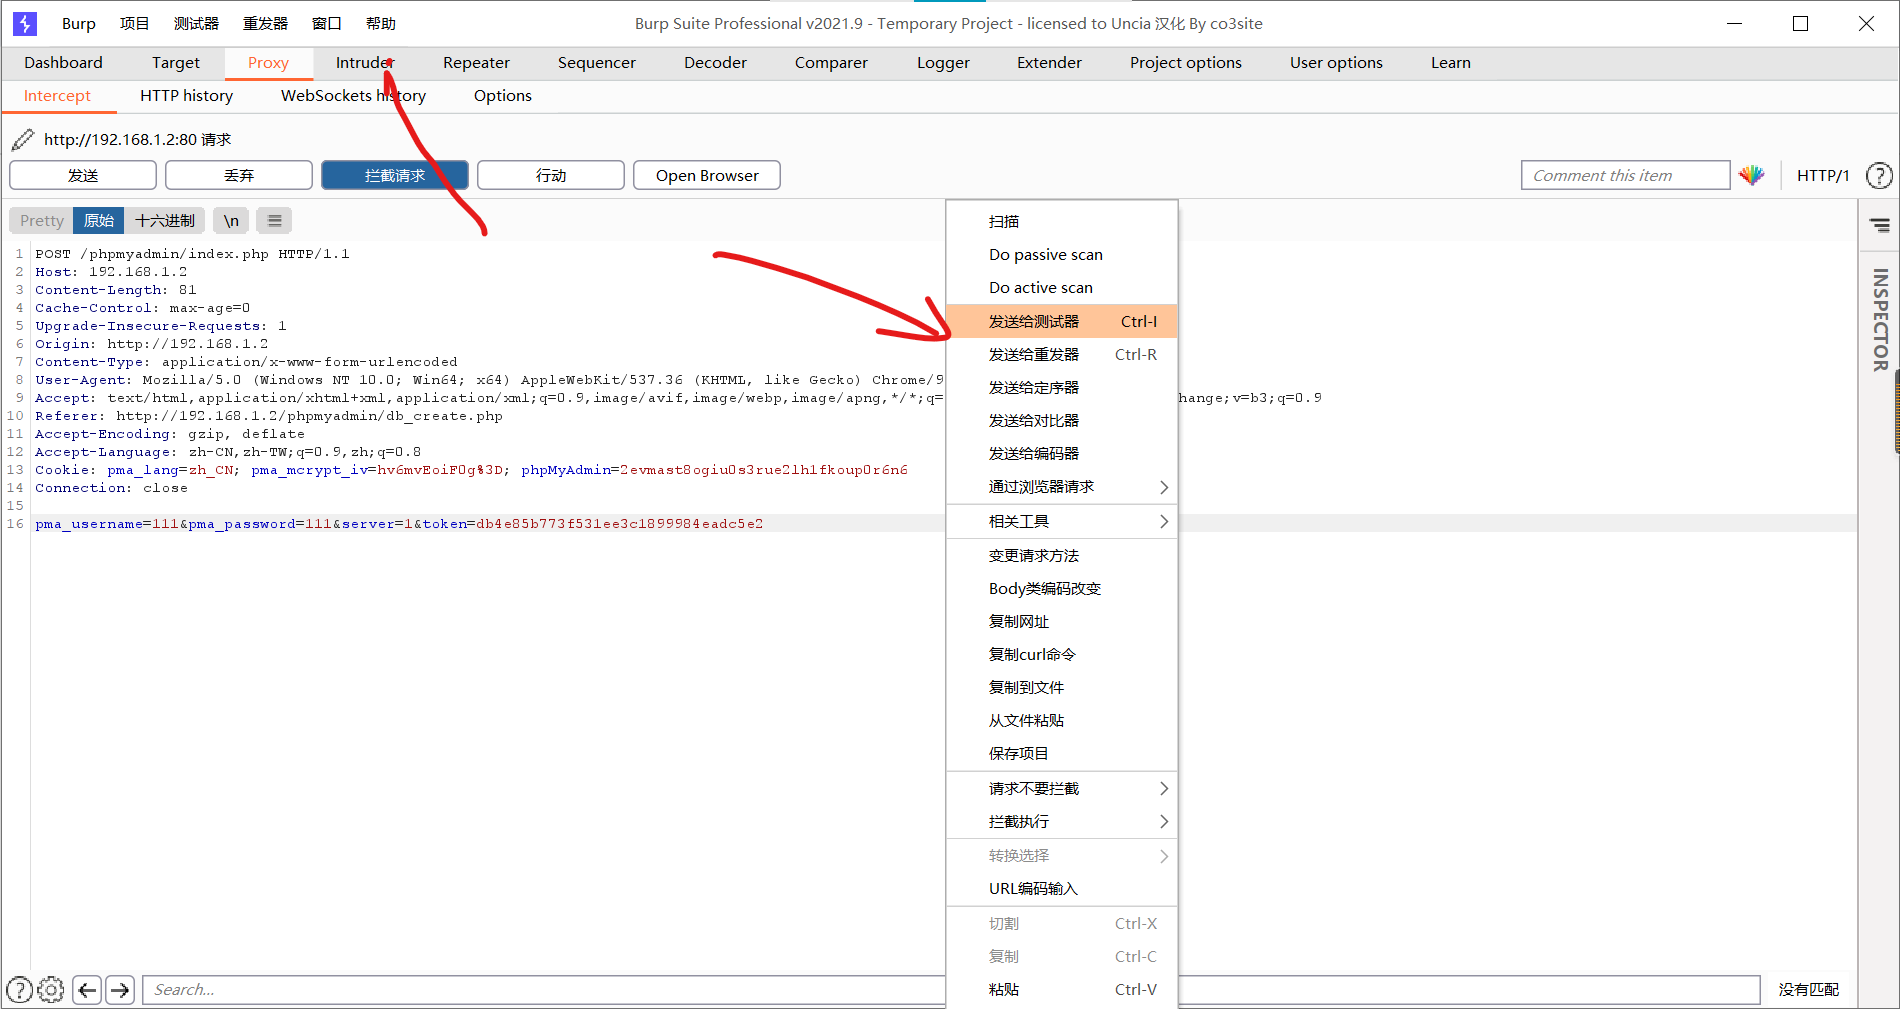 Burp 项目 测试器 重发器 窗口 帮助 Burp Suite Professional v2021.9 - Temporary Project - licensed to Uncia 汉化 By co3site
Dashboard Target Proxy Intruder Repeater Sequencer Decoder Comparer Logger Extender Project options User options Learn
Intercept HTTP history WebSockets history Options
http://192.168.1.2:80 请求
发送 丢弃 拦截请求 行动 Open Browser Comment this item HTTP/1 ?
Pretty 原始 十六进制 \n
1 POST /phpmyadmin/index.php HTTP/1.1
2 Host: 192.168.1.2
3 Content-Length: 81
4 Cache-Control: max-age=0
5 Upgrade-Insecure-Requests: 1
6 Origin: http://192.168.1.2
7 Content-Type: application/x-www-form-urlencoded
8 User-Agent: Mozilla/5.0 (Windows NT 10.0; Win64; x64) AppleWebKit/537.36 (KHTML, like Gecko) Chrome/9
9 Accept: text/html,application/xhtml+xml,application/xml;q=0.9,image/avif,image/webp,image/apng,*/*;q= hange;v=b3;q=0.9
10 Referer: http://192.168.1.2/phpmyadmin/db_create.php
11 Accept-Encoding: gzip, deflate
12 Accept-Language: zh-CN,zh-TW;q=0.9,zh;q=0.8
13 Cookie: pma_lang=zh_CN; pma_mcrypt_iv=hv6mvEoiF0g%3D; phpMyAdmin=2evmast8ogiu0s3rue2lhlfkoup0r6n6
14 Connection: close
15
16 pma_username=111&pma_password=111&server=1&token=db4e85b773f531ee3c1899984eadc5e2
扫描
Do passive scan
Do active scan
发送给测试器 Ctrl-I
发送给重发器 Ctrl-R
发送给定序器
发送给对比器
发送给编码器
通过浏览器请求
相关工具
变更请求方法
Body类编码改变
复制网址
复制curl命令
复制到文件
从文件粘贴
保存项目
请求不要拦截
拦截执行
转换选择
URL编码输入
切割 Ctrl-X
复制 Ctrl-C
粘贴 Ctrl-V
INSPECTOR
? Search... 没有匹配